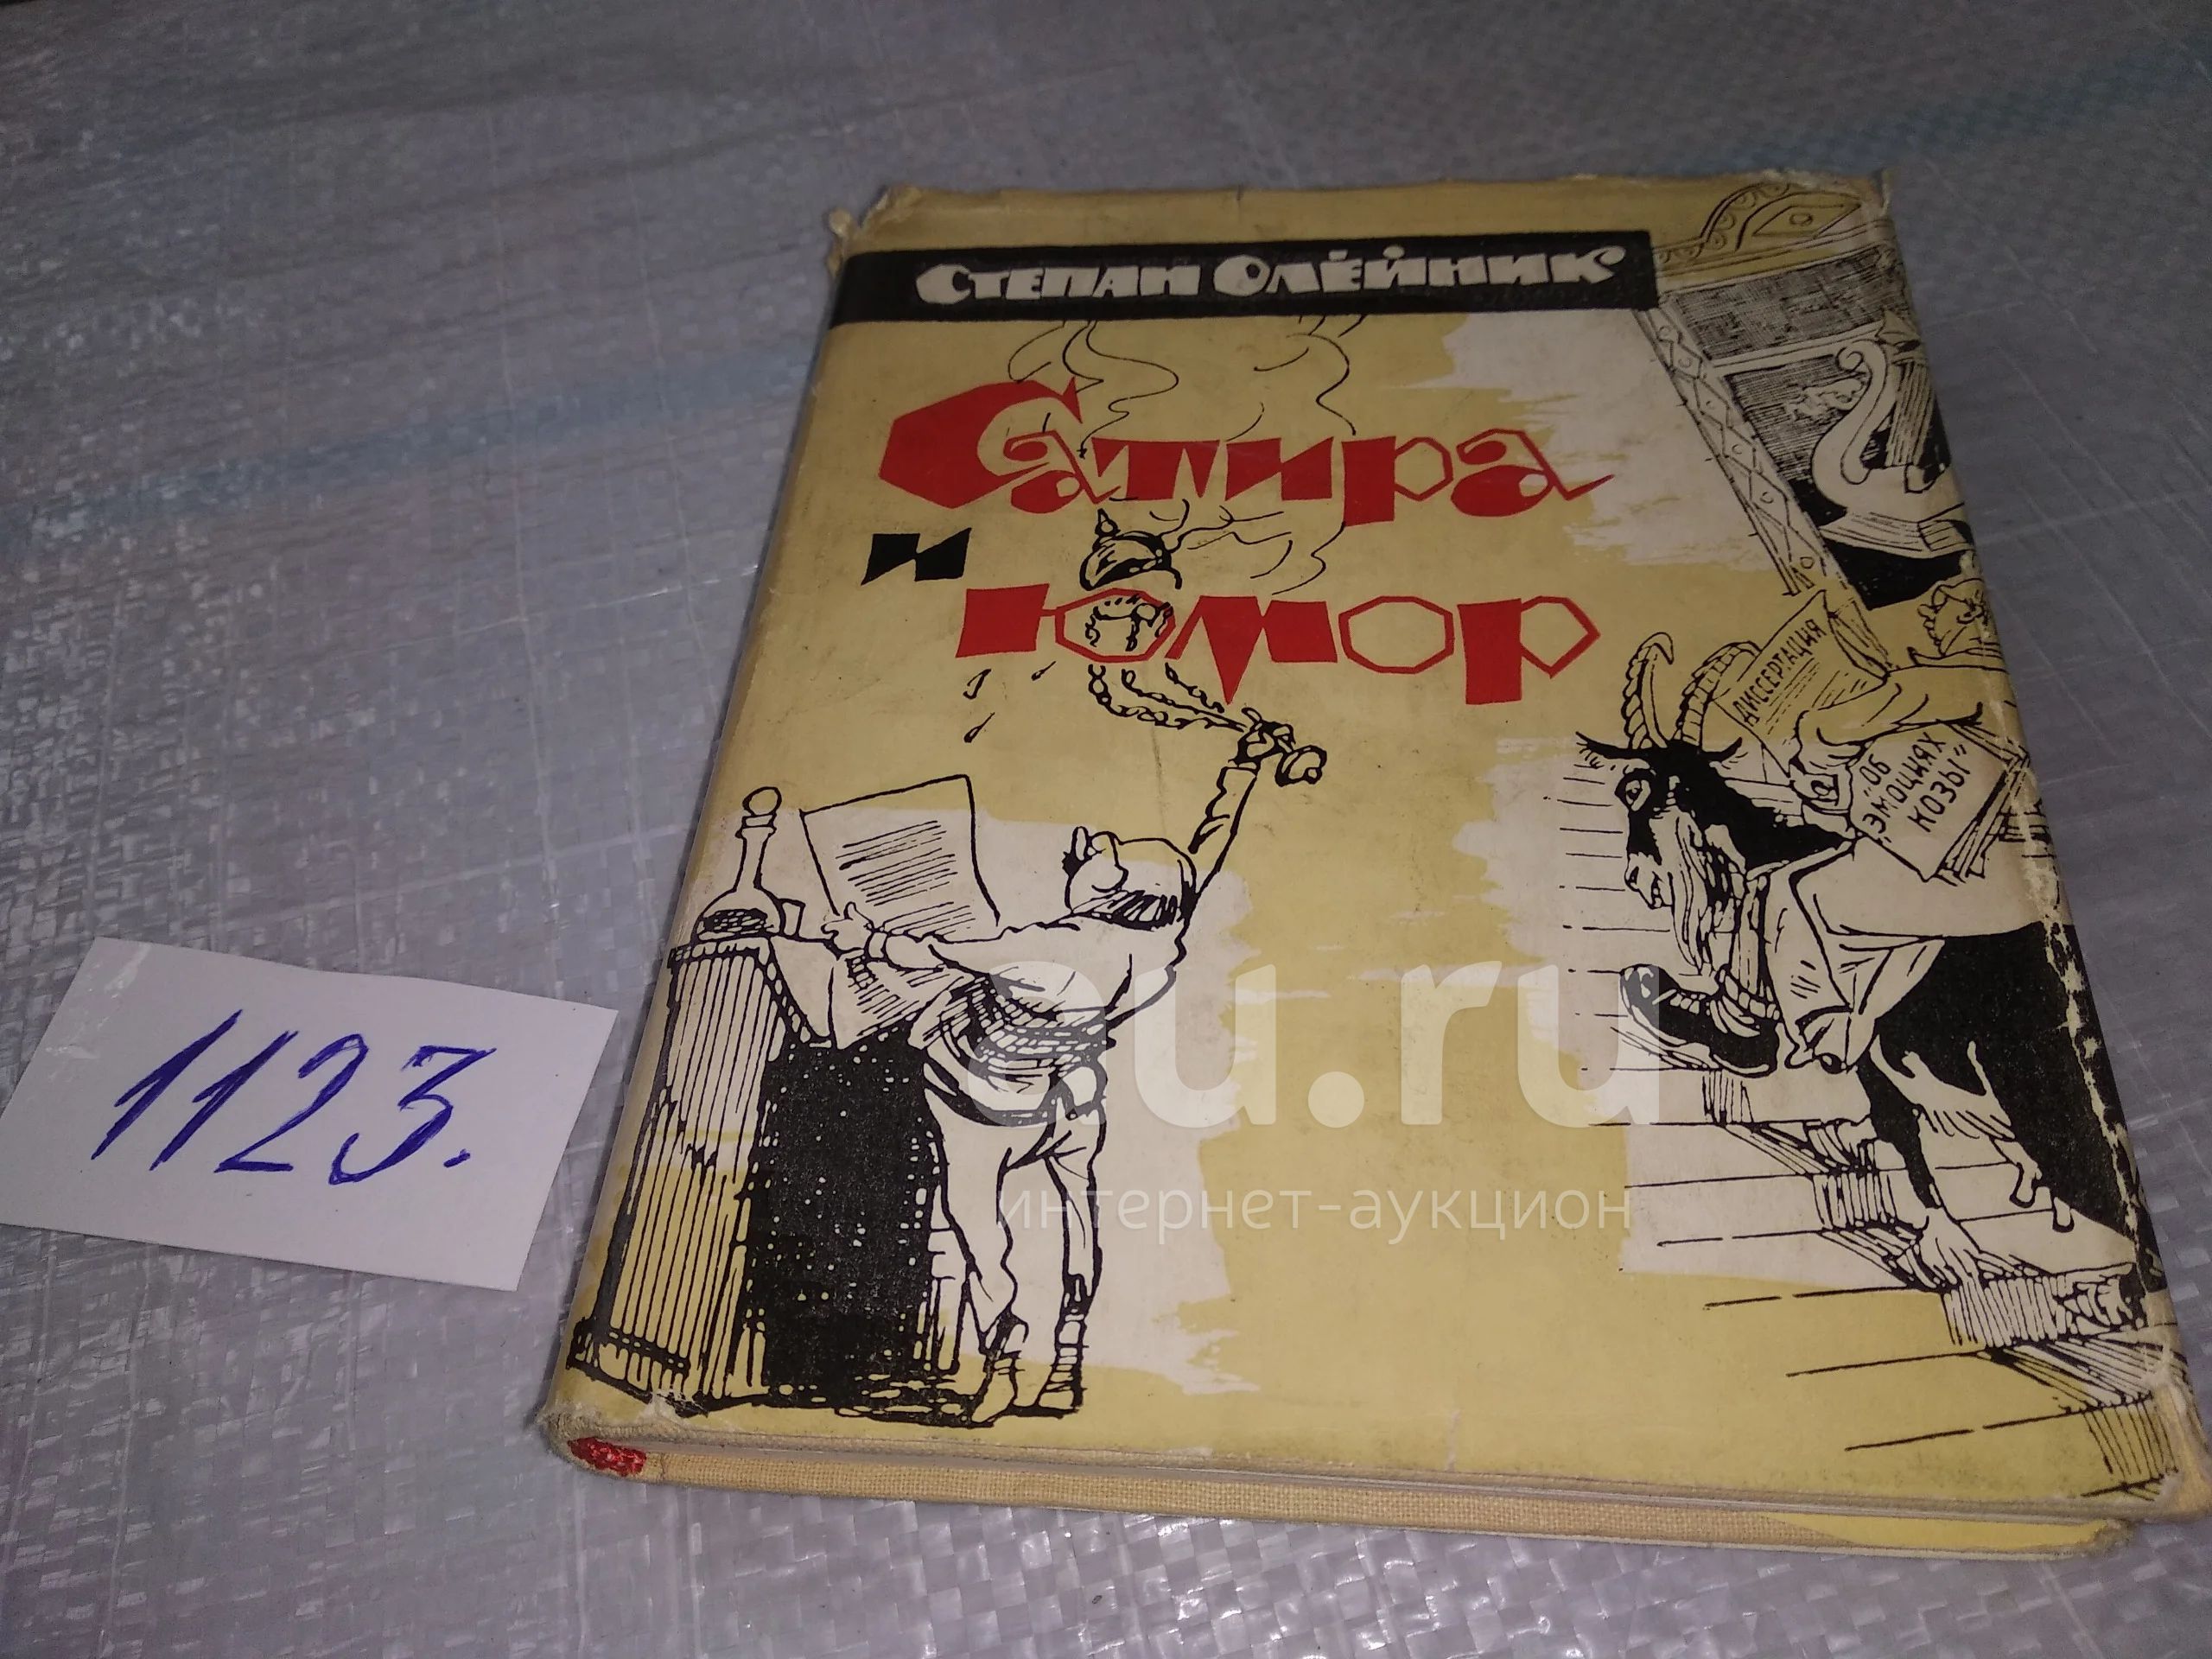 Степан Олейник
Сатира
и
юмор
ДИССЕРТАЦИЯ
„ОБ
ЭМОЦИЯХ
КОЗЫ"
1123.
au.ru
интернет-аукцион